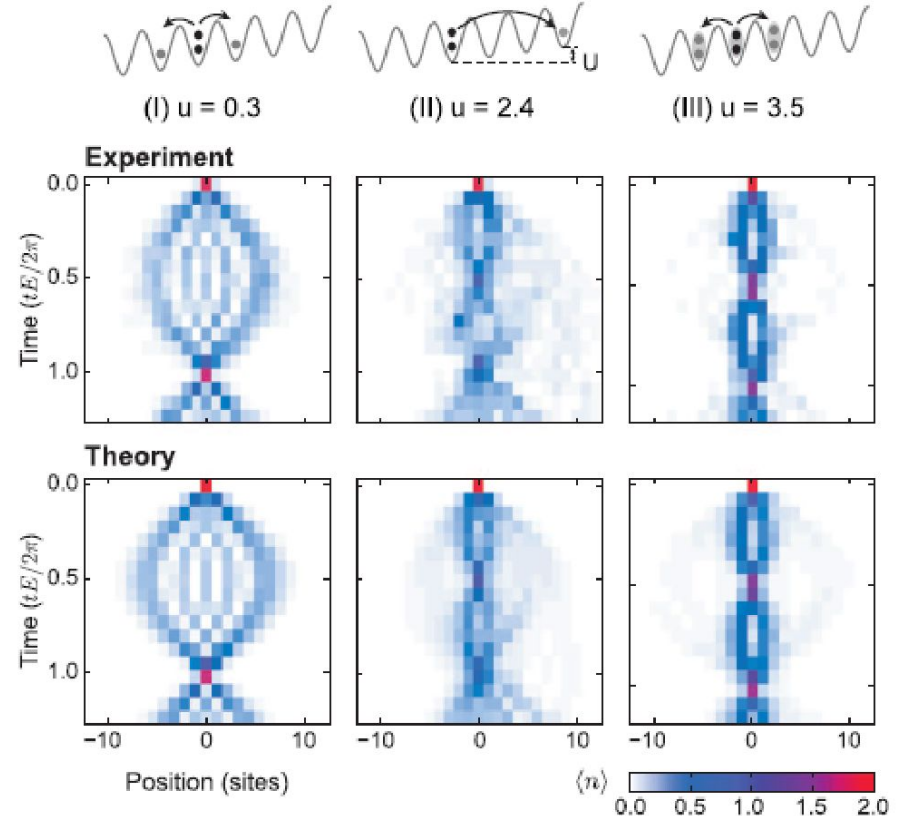 U
(I) u = 0.3
(II) u = 2.4
(III) u = 3.5
Experiment
0.0
0.5
1.0
Time (tE/2π)
Theory
0.0
0.5
1.0
Time (tE/2π)
−10 0 10
−10 0 10
−10 0 10
Position (sites)
⟨n⟩
0.0 0.5 1.0 1.5 2.0